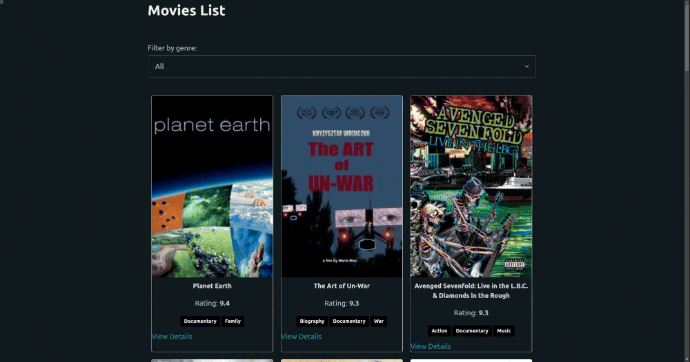 Movies List
Filter by genre:
All
planet earth
KRZYSZTOF WODICZKO
The ART
of
UN-WAR
a film by Maria Niro
AVENGED
SEVENFOLD
LIVE IN THE LBC
Planet Earth
Rating: 9.4
Documentary Family
View Details
The Art of Un-War
Rating: 9.3
Biography Documentary War
View Details
Avenged Sevenfold: Live in the L.B.C.
& Diamonds in the Rough
Rating: 9.3
Action Documentary Music
View Details